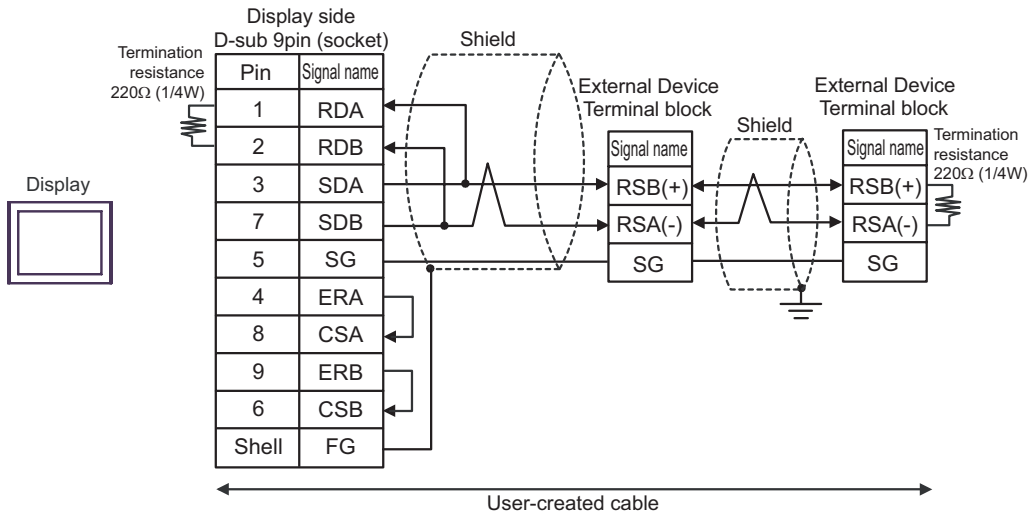 Display side
D-sub 9pin (socket)
Termination
resistance
220Ω (1/4W)
Pin Signal name
1 RDA
2 RDB
3 SDA
7 SDB
5 SG
4 ERA
8 CSA
9 ERB
6 CSB
Shell FG
Display
Shield
External Device
Terminal block
Signal name
RSB(+)
RSA(-)
SG
Shield
External Device
Terminal block
Signal name
RSB(+)
RSA(-)
SG
Termination
resistance
220Ω (1/4W)
User-created cable